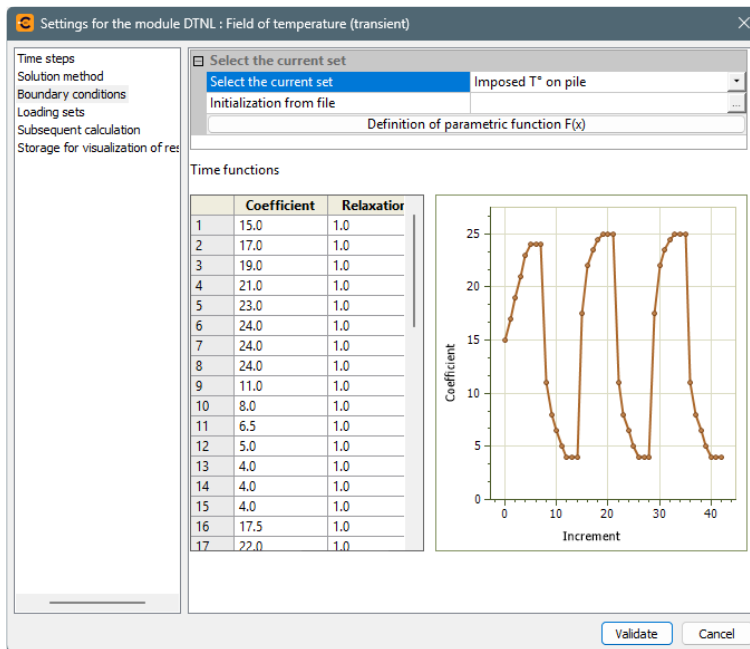 Settings for the module DTNL : Field of temperature (transient)
Time steps
Solution method
Boundary conditions
Loading sets
Subsequent calculation
Storage for visualization of res
Select the current set
Select the current set Imposed T° on pile
Initialization from file ...
Definition of parametric function F(x)
Time functions
Coefficient Relaxation
1 15.0 1.0
2 17.0 1.0
3 19.0 1.0
4 21.0 1.0
5 23.0 1.0
6 24.0 1.0
7 24.0 1.0
8 24.0 1.0
9 11.0 1.0
10 8.0 1.0
11 6.5 1.0
12 5.0 1.0
13 4.0 1.0
14 4.0 1.0
15 4.0 1.0
16 17.5 1.0
17 22.0 1.0
Coefficient
25
20
15
10
5
0
0 10 20 30 40
Increment
Validate Cancel